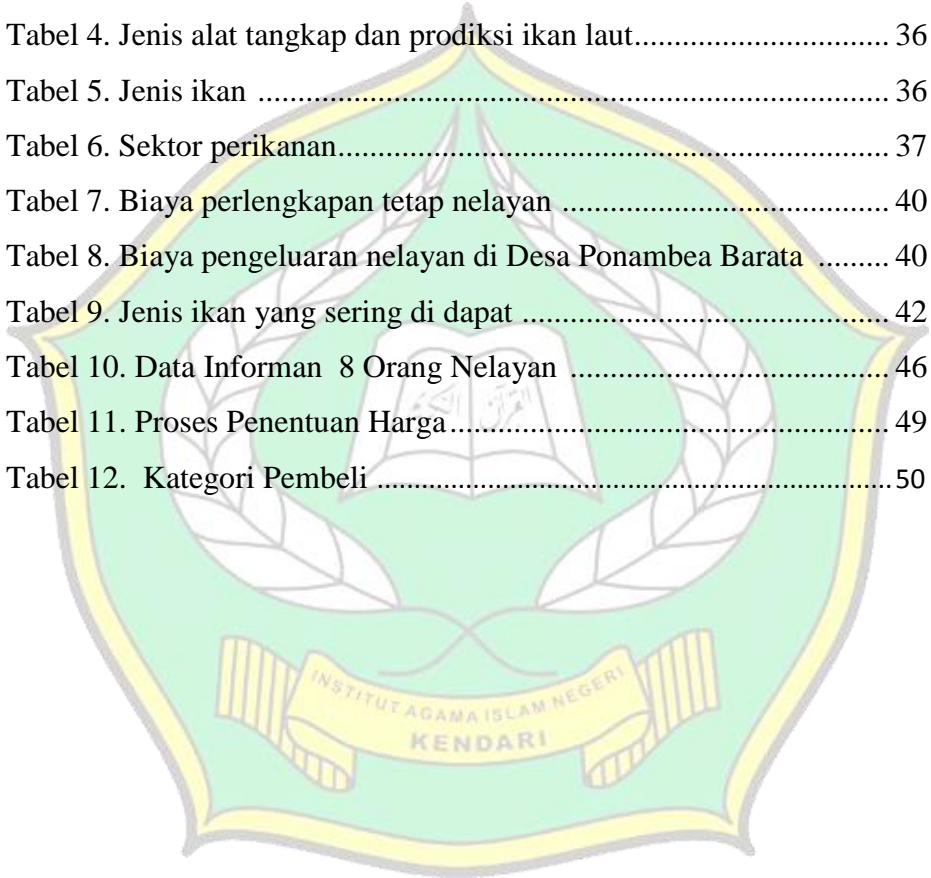 Tabel 4. Jenis alat tangkap dan prodiksi ikan laut................................ 36
Tabel 5. Jenis ikan ................................................................................ 36
Tabel 6. Sektor perikanan...................................................................... 37
Tabel 7. Biaya perlengkapan tetap nelayan .......................................... 40
Tabel 8. Biaya pengeluaran nelayan di Desa Ponambea Barata ......... 40
Tabel 9. Jenis ikan yang sering di dapat ............................................... 42
Tabel 10. Data Informan  8 Orang Nelayan ......................................... 46
Tabel 11. Proses Penentuan Harga........................................................ 49
Tabel 12.  Kategori Pembeli ................................................................. 50
القرآن الكريم
INSTITUT AGAMA ISLAM NEGERI
KENDARI